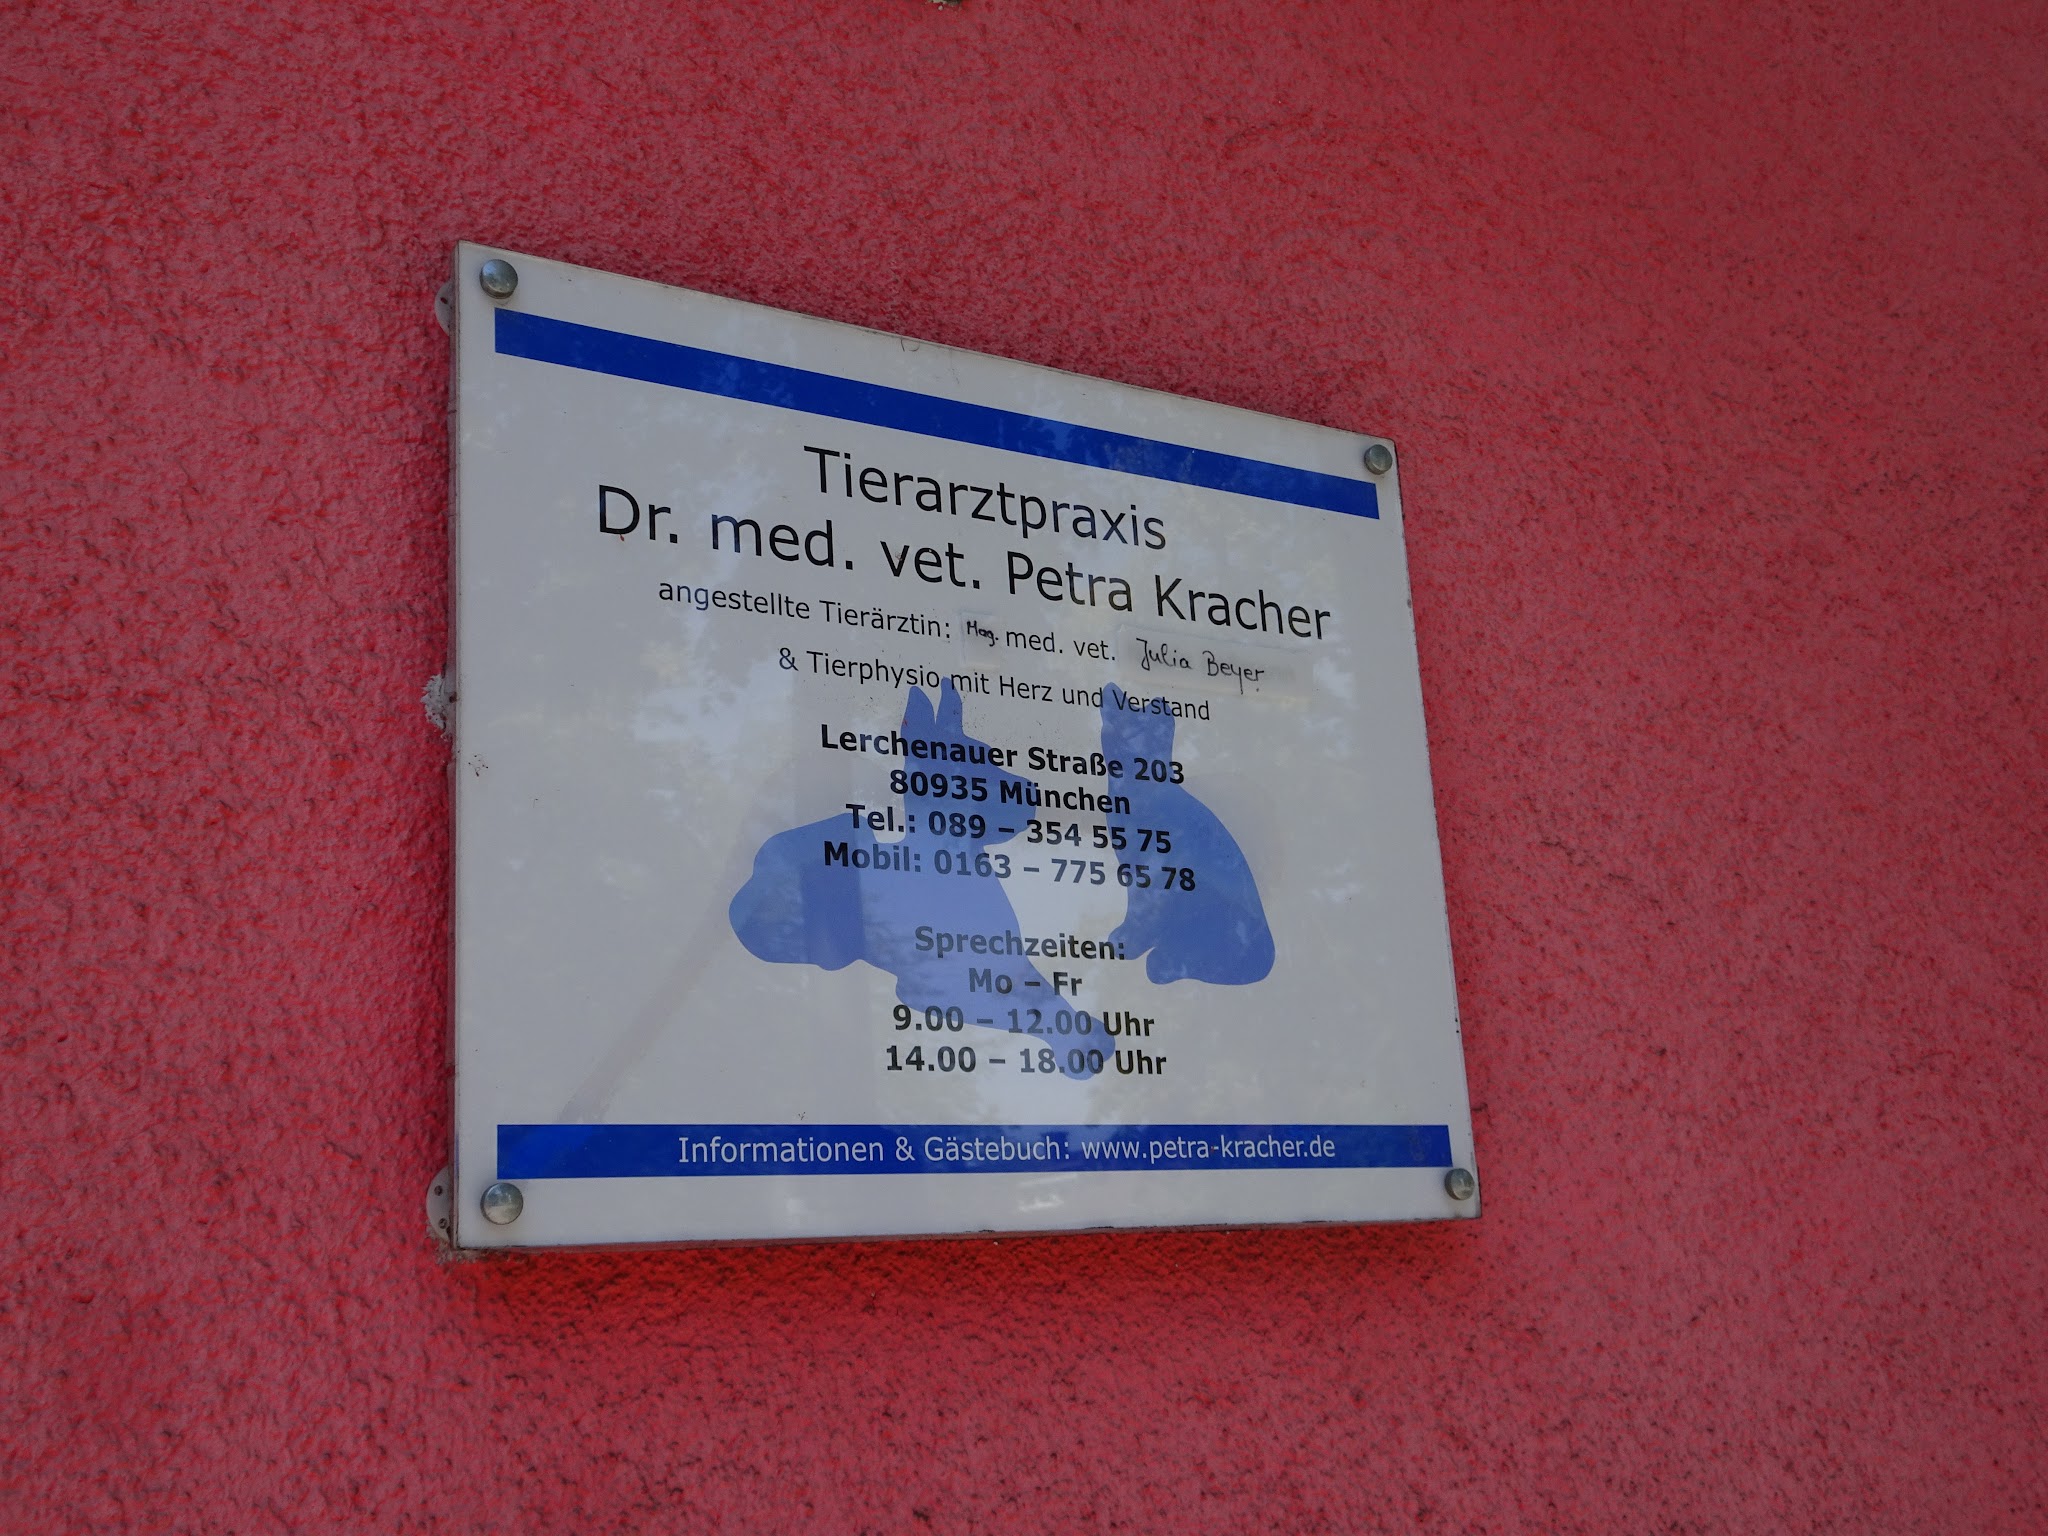 Tierarztpraxis
Dr. med. vet. Petra Kracher
angestellte Tierärztin: Mag. med. vet. Julia Beyer
& Tierphysio mit Herz und Verstand
Lerchenauer Straße 203
80935 München
Tel.: 089 – 354 55 75
Mobil: 0163 – 775 65 78
Sprechzeiten:
Mo – Fr
9.00 – 12.00 Uhr
14.00 – 18.00 Uhr
Informationen & Gästebuch: www.petra-kracher.de